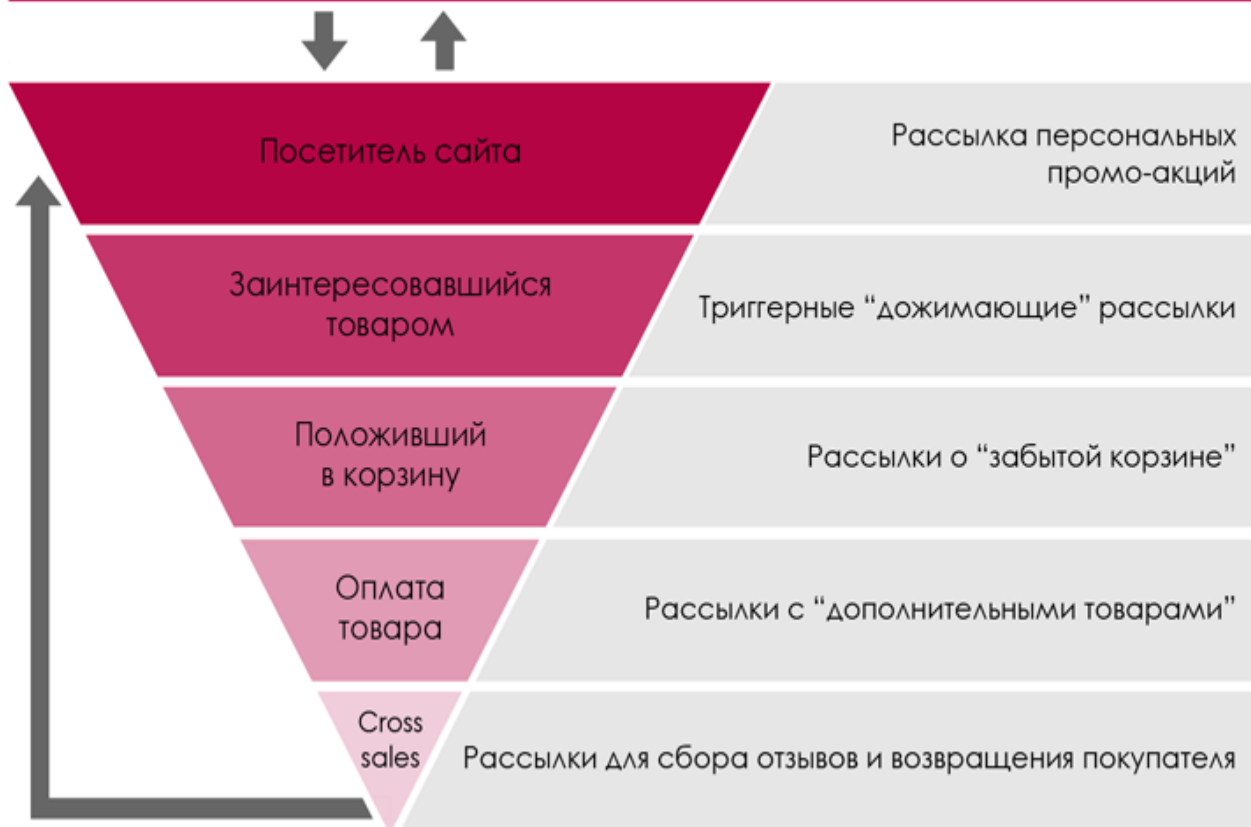 Посетитель сайта
Рассылка персональных
промо-акций
Заинтересовавшийся
товаром
Триггерные “дожимающие” рассылки
Положивший
в корзину
Рассылки о “забытой корзине”
Оплата
товара
Рассылки с “дополнительными товарами”
Cross
sales
Рассылки для сбора отзывов и возвращения покупателя